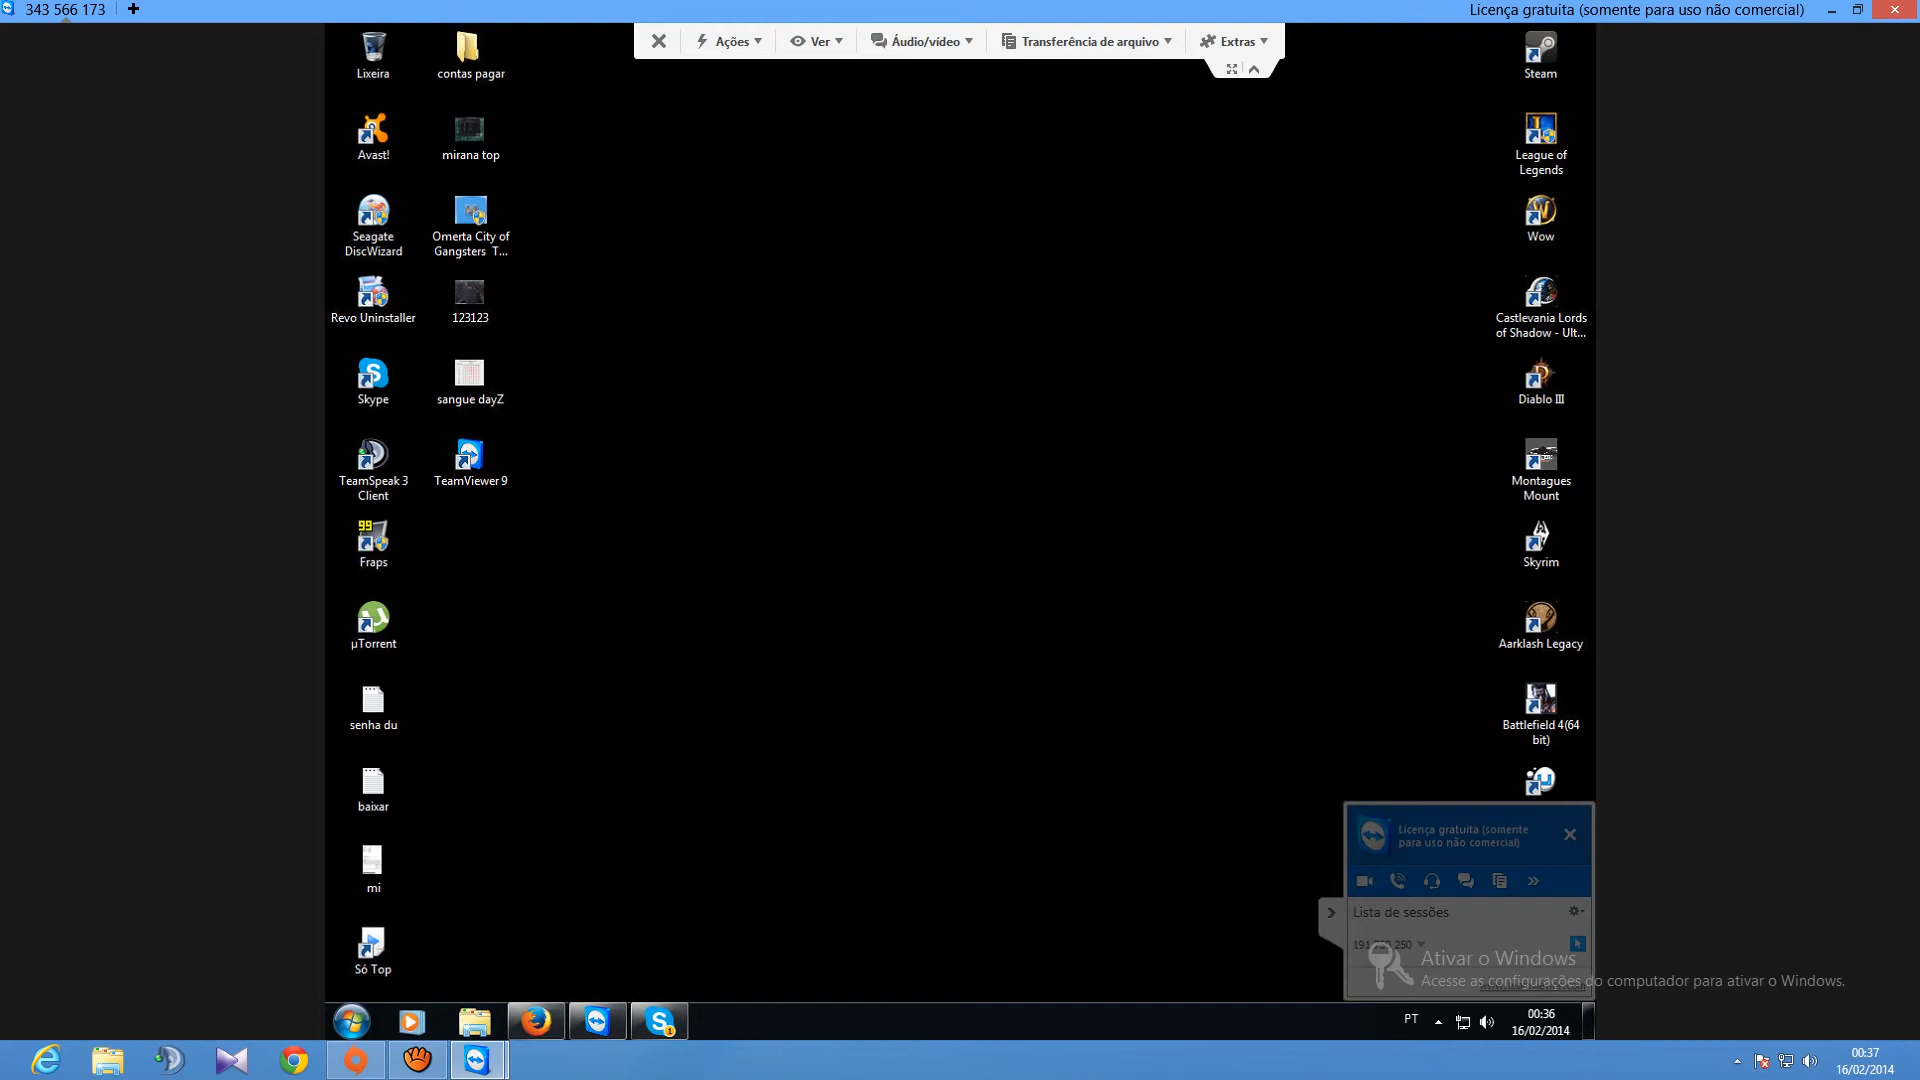 343 566 173
Licença gratuita (somente para uso não comercial)
Ações
Ver
Áudio/vídeo
Transferência de arquivo
Extras
Lixeira
contas pagar
Steam
Avast!
mirana top
League of
Legends
Seagate
DiscWizard
Omerta City of
Gangsters T...
Wow
Revo Uninstaller
123123
Castlevania Lords
of Shadow - Ult...
Skype
sangue dayZ
Diablo III
TeamSpeak 3
Client
TeamViewer 9
Montagues
Mount
99
Fraps
Skyrim
µTorrent
Aarklash Legacy
senha du
Battlefield 4(64
bit)
baixar
mi
Só Top
Licença gratuita (somente
para uso não comercial)
Lista de sessões
Ativar o Windows
Acesse as configurações do computador para ativar o Windows.
PT
00:36
16/02/2014
00:37
16/02/2014